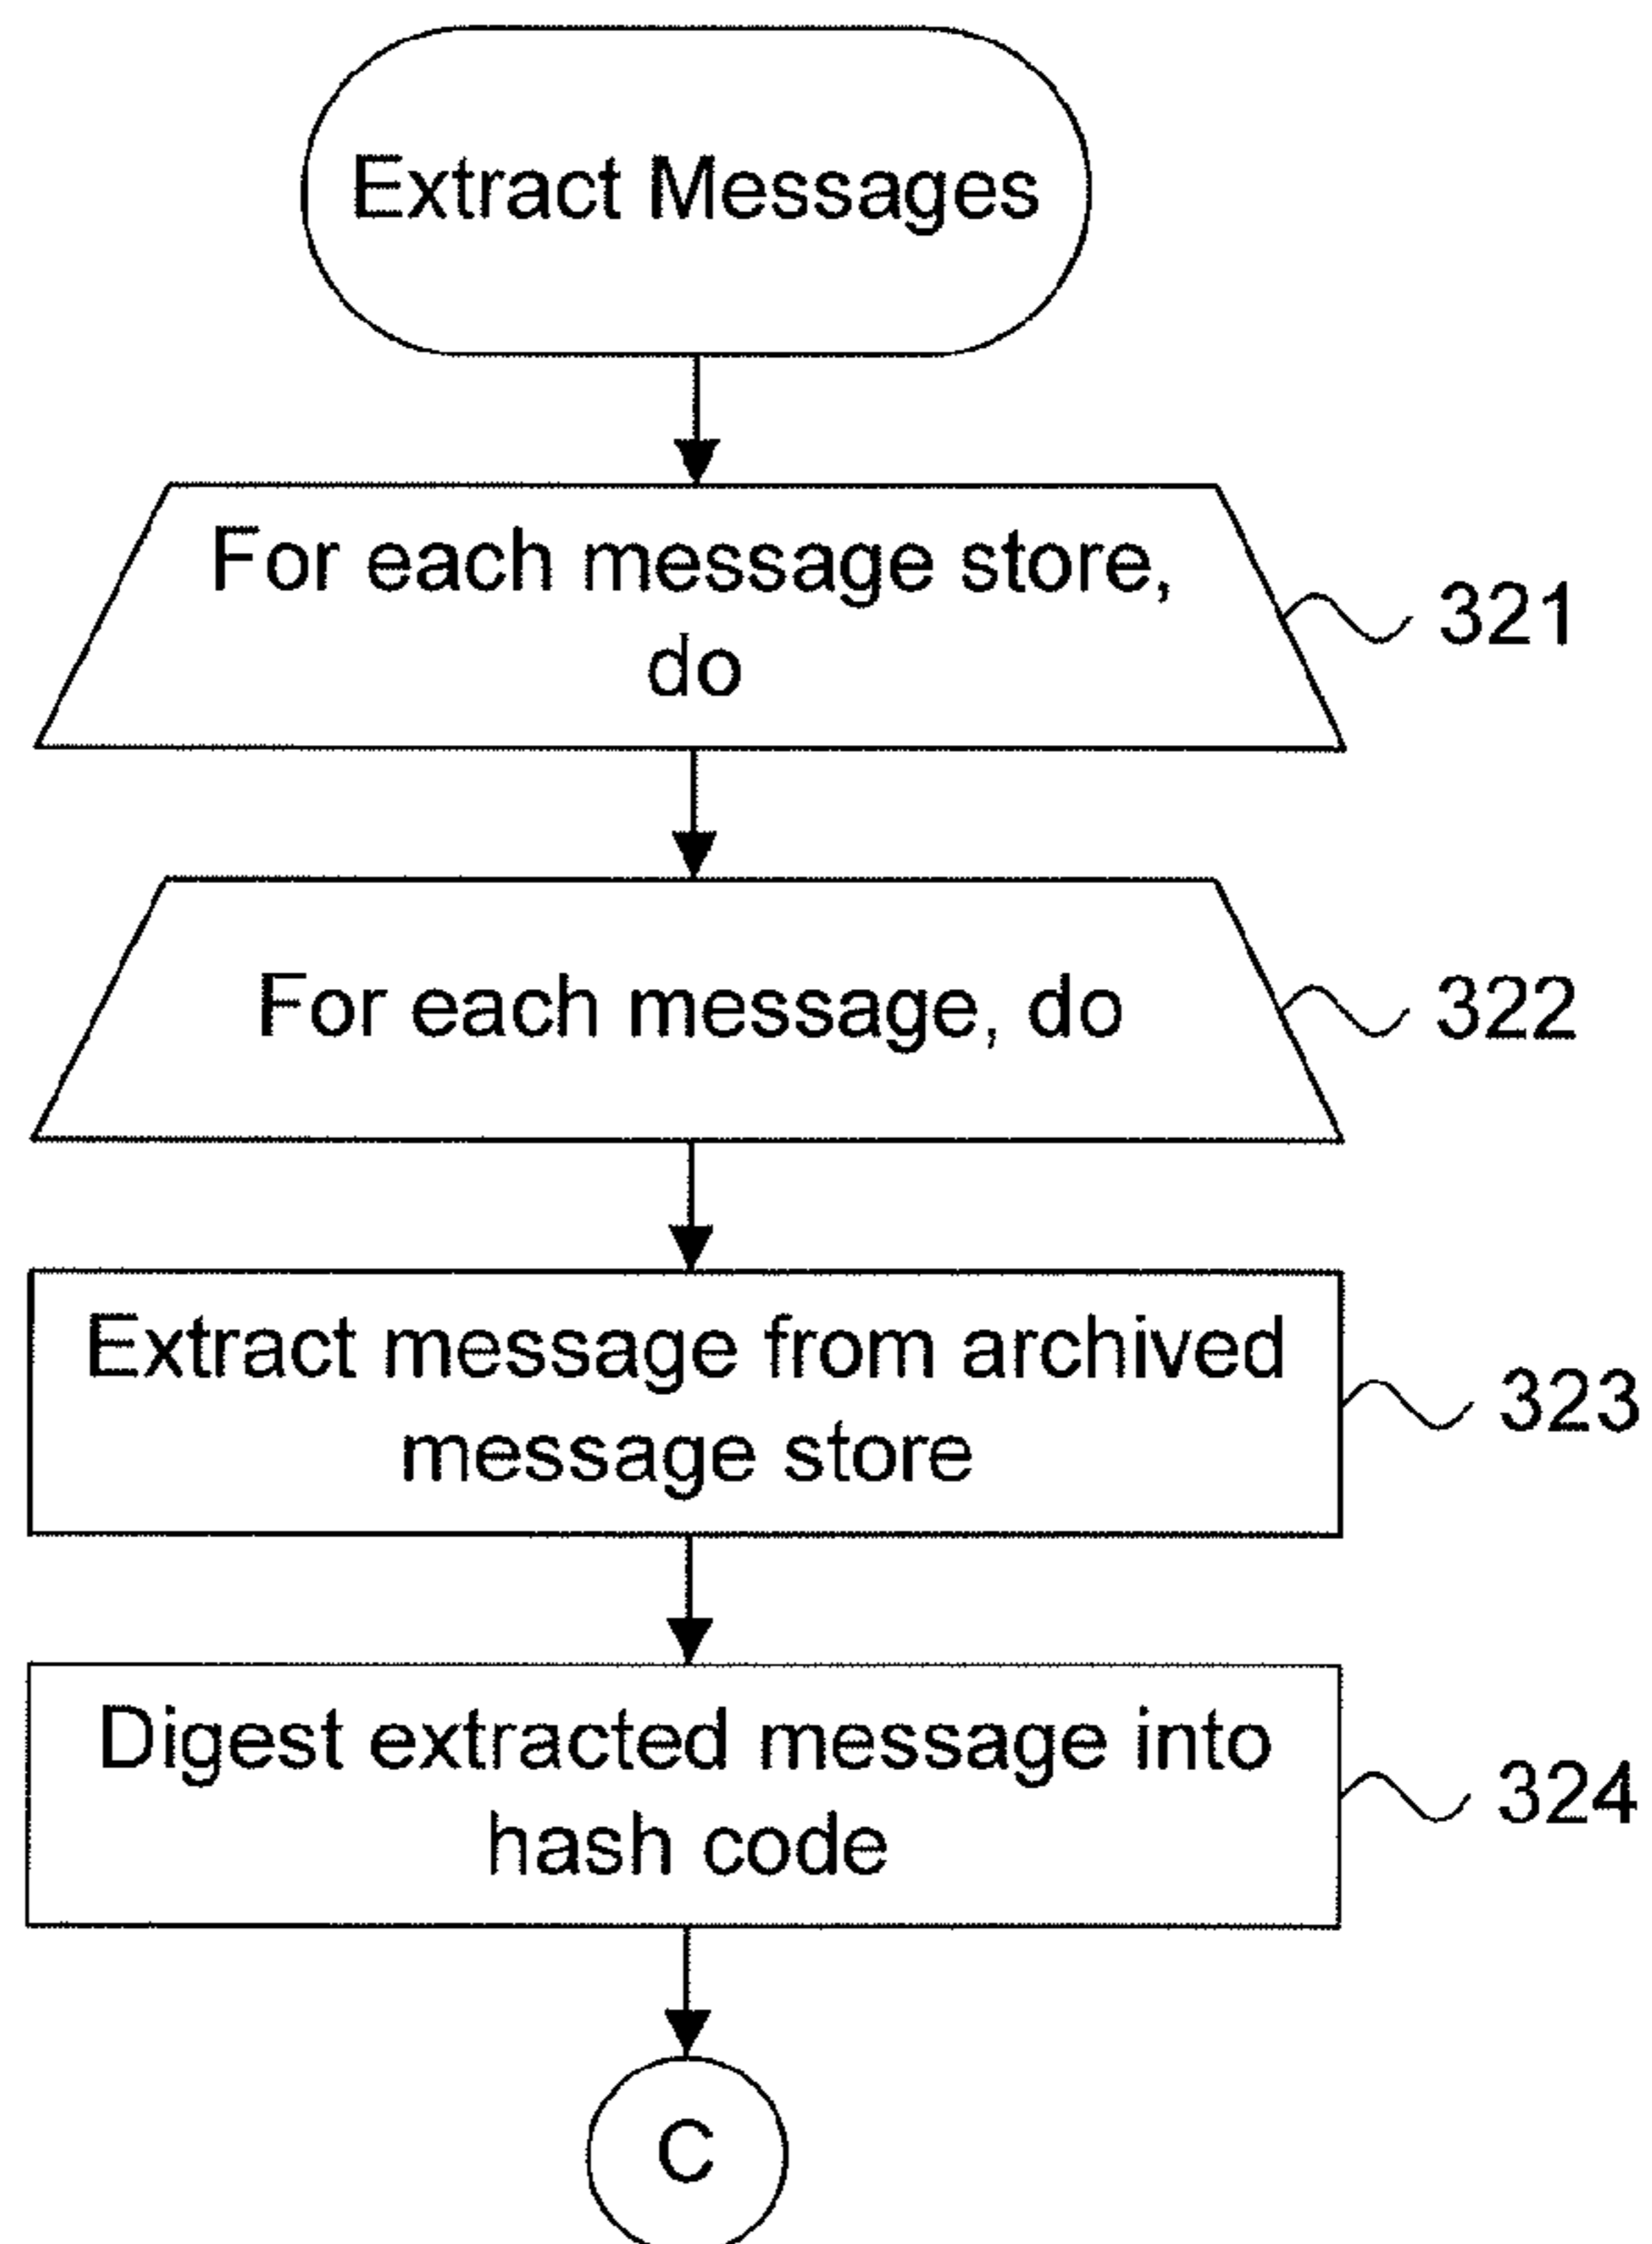 Extract Messages
For each message store,
do
321
For each message, do
322
Extract message from archived
message store
323
Digest extracted message into
hash code
324
C